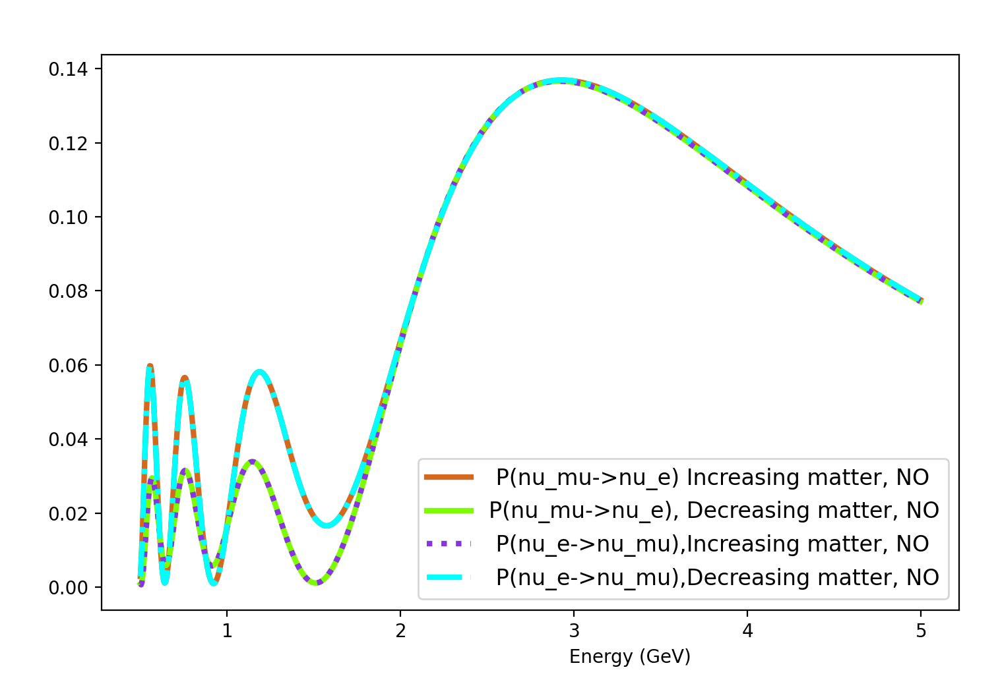 0.14
0.12
0.10
0.08
0.06
0.04
0.02
0.00
P(nu_mu->nu_e) Increasing matter, NO
P(nu_mu->nu_e), Decreasing matter, NO
P(nu_e->nu_mu),Increasing matter, NO
P(nu_e->nu_mu),Decreasing matter, NO
1 2 3 4 5
Energy (GeV)